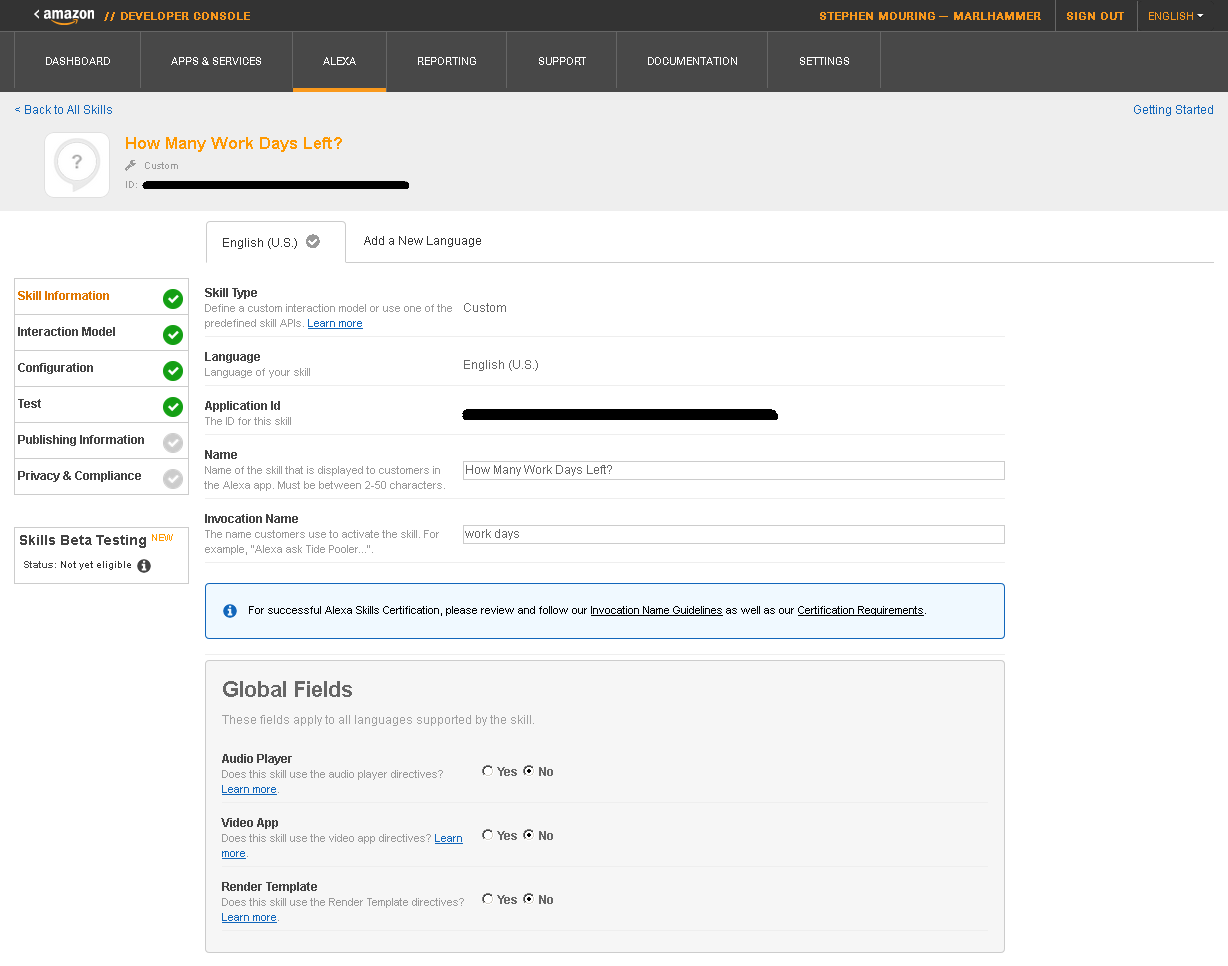 < amazon // DEVELOPER CONSOLE STEPHEN MOURING — MARLHAMMER SIGN OUT ENGLISH
DASHBOARD APPS & SERVICES ALEXA REPORTING SUPPORT DOCUMENTATION SETTINGS
< Back to All Skills Getting Started
How Many Work Days Left?
?
Custom
ID:
English (U.S.) Add a New Language
Skill Information
Interaction Model
Configuration
Test
Publishing Information
Privacy & Compliance
Skills Beta Testing NEW
Status: Not yet eligible
Skill Type
Define a custom interaction model or use one of the
predefined skill APIs. Learn more
Custom
Language
Language of your skill
English (U.S.)
Application Id
The ID for this skill
Name
Name of the skill that is displayed to customers in
the Alexa app. Must be between 2-50 characters.
How Many Work Days Left?
Invocation Name
The name customers use to activate the skill. For
example, "Alexa ask Tide Pooler...".
work days
For successful Alexa Skills Certification, please review and follow our Invocation Name Guidelines as well as our Certification Requirements.
Global Fields
These fields apply to all languages supported by the skill.
Audio Player
Does this skill use the audio player directives?
Learn more.
Yes No
Video App
Does this skill use the video app directives? Learn
more.
Yes No
Render Template
Does this skill use the Render Template directives?
Learn more.
Yes No